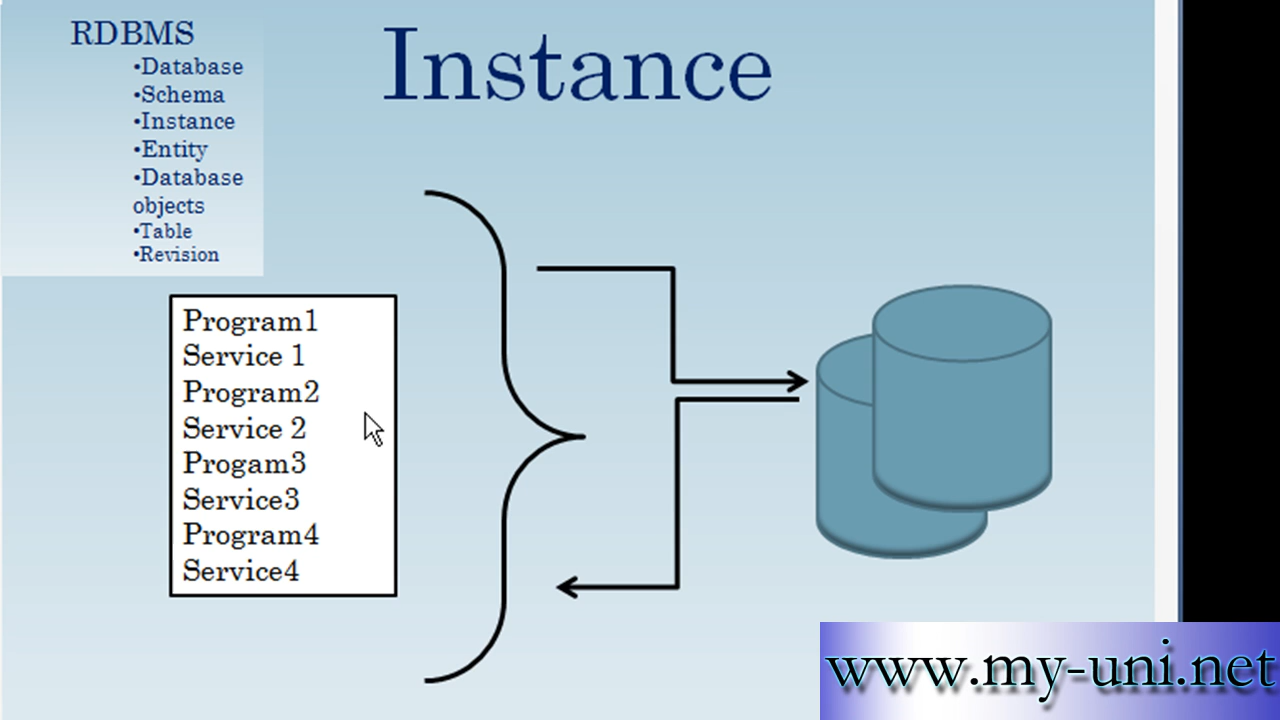 RDBMS
•Database
•Schema
•Instance
•Entity
•Database
objects
•Table
•Revision
Instance
Program1
Service 1
Program2
Service 2
Progam3
Service3
Program4
Service4
www.my-uni.net